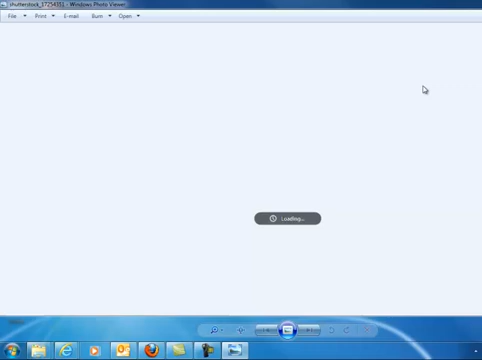 shutterstock_17254351 - Windows Photo Viewer
File Print E-mail Burn Open
Loading...